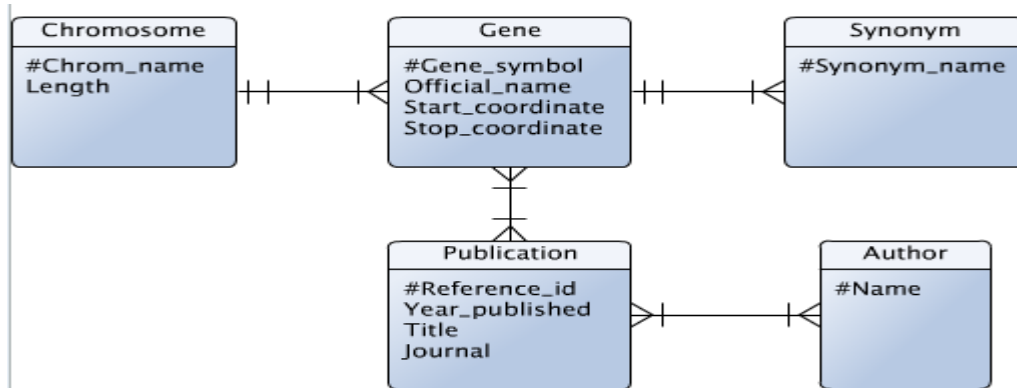 Chromosome
#Chrom_name
Length
Gene
#Gene_symbol
Official_name
Start_coordinate
Stop_coordinate
Synonym
#Synonym_name
Publication
#Reference_id
Year_published
Title
Journal
Author
#Name